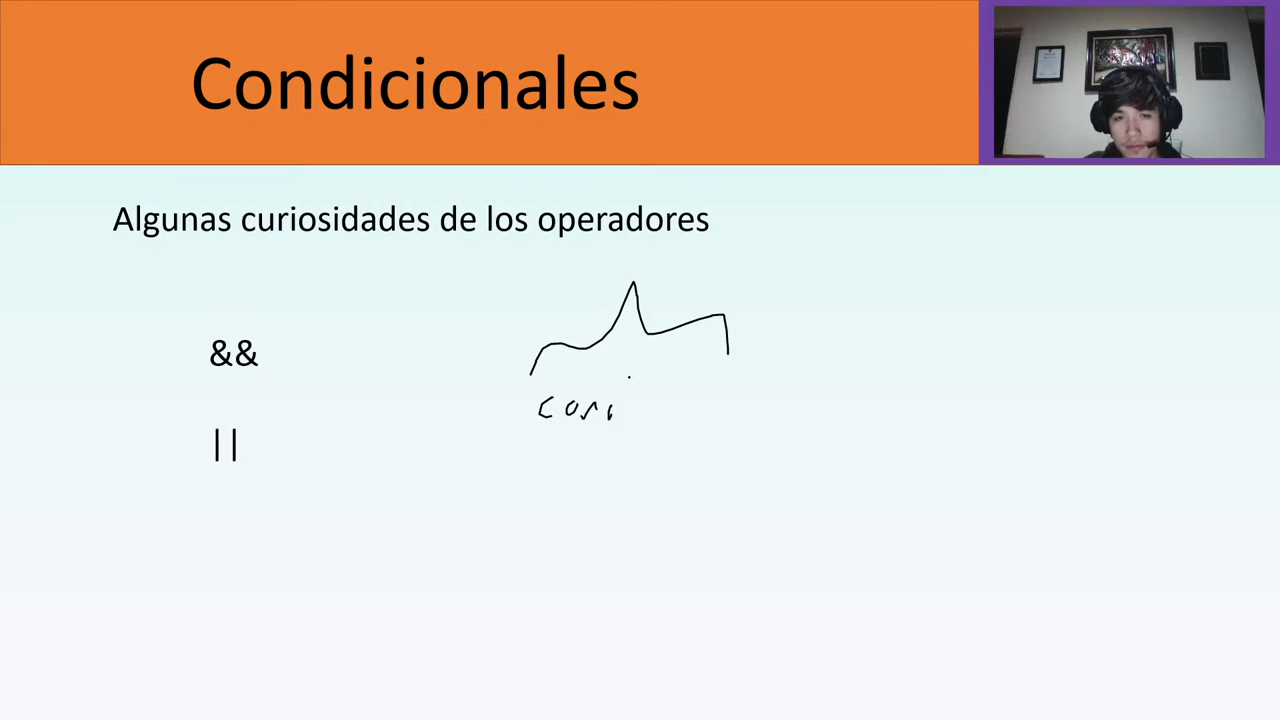 Condicionales
Algunas curiosidades de los operadores
&&
||